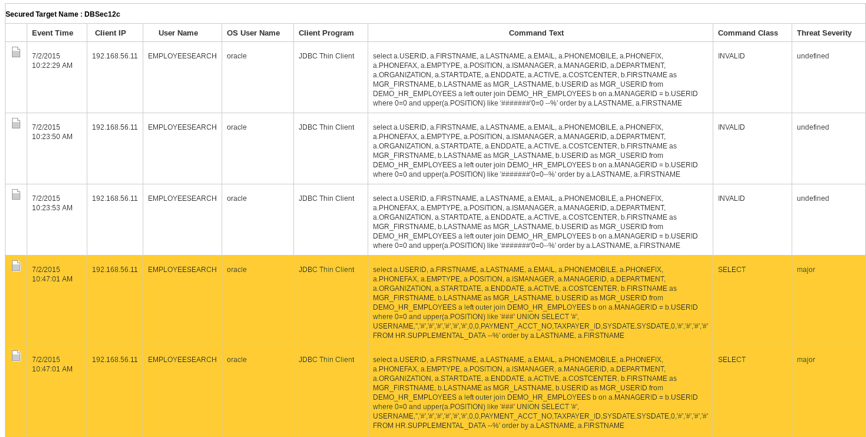 Secured Target Name : DBSec12c
Event Time Client IP User Name OS User Name Client Program Command Text Command Class Threat Severity
7/2/2015 10:22:29 AM 192.168.56.11 EMPLOYEESEARCH oracle JDBC Thin Client
select a.USERID, a.FIRSTNAME, a.LASTNAME, a.EMAIL, a.PHONEMOBILE, a.PHONEFIX,
a.PHONEFAX, a.EMPTYPE, a.POSITION, a.ISMANAGER, a.MANAGERID, a.DEPARTMENT,
a.ORGANIZATION, a.STARTDATE, a.ENDDATE, a.ACTIVE, a.COSTCENTER, b.FIRSTNAME as
MGR_FIRSTNAME, b.LASTNAME as MGR_LASTNAME, b.USERID as MGR_USERID from
DEMO_HR_EMPLOYEES a left outer join DEMO_HR_EMPLOYEES b on a.MANAGERID = b.USERID
where 0=0 and upper(a.POSITION) like '#######'0=0 --%' order by a.LASTNAME, a.FIRSTNAME
INVALID undefined
7/2/2015 10:23:50 AM 192.168.56.11 EMPLOYEESEARCH oracle JDBC Thin Client
select a.USERID, a.FIRSTNAME, a.LASTNAME, a.EMAIL, a.PHONEMOBILE, a.PHONEFIX,
a.PHONEFAX, a.EMPTYPE, a.POSITION, a.ISMANAGER, a.MANAGERID, a.DEPARTMENT,
a.ORGANIZATION, a.STARTDATE, a.ENDDATE, a.ACTIVE, a.COSTCENTER, b.FIRSTNAME as
MGR_FIRSTNAME, b.LASTNAME as MGR_LASTNAME, b.USERID as MGR_USERID from
DEMO_HR_EMPLOYEES a left outer join DEMO_HR_EMPLOYEES b on a.MANAGERID = b.USERID
where 0=0 and upper(a.POSITION) like '#######'0=0--%' order by a.LASTNAME, a.FIRSTNAME
INVALID undefined
7/2/2015 10:23:53 AM 192.168.56.11 EMPLOYEESEARCH oracle JDBC Thin Client
select a.USERID, a.FIRSTNAME, a.LASTNAME, a.EMAIL, a.PHONEMOBILE, a.PHONEFIX,
a.PHONEFAX, a.EMPTYPE, a.POSITION, a.ISMANAGER, a.MANAGERID, a.DEPARTMENT,
a.ORGANIZATION, a.STARTDATE, a.ENDDATE, a.ACTIVE, a.COSTCENTER, b.FIRSTNAME as
MGR_FIRSTNAME, b.LASTNAME as MGR_LASTNAME, b.USERID as MGR_USERID from
DEMO_HR_EMPLOYEES a left outer join DEMO_HR_EMPLOYEES b on a.MANAGERID = b.USERID
where 0=0 and upper(a.POSITION) like '#######'0=0--%' order by a.LASTNAME, a.FIRSTNAME
INVALID undefined
7/2/2015 10:47:01 AM 192.168.56.11 EMPLOYEESEARCH oracle JDBC Thin Client
select a.USERID, a.FIRSTNAME, a.LASTNAME, a.EMAIL, a.PHONEMOBILE, a.PHONEFIX,
a.PHONEFAX, a.EMPTYPE, a.POSITION, a.ISMANAGER, a.MANAGERID, a.DEPARTMENT,
a.ORGANIZATION, a.STARTDATE, a.ENDDATE, a.ACTIVE, a.COSTCENTER, b.FIRSTNAME as
MGR_FIRSTNAME, b.LASTNAME as MGR_LASTNAME, b.USERID as MGR_USERID from
DEMO_HR_EMPLOYEES a left outer join DEMO_HR_EMPLOYEES b on a.MANAGERID = b.USERID
where 0=0 and upper(a.POSITION) like '###' UNION SELECT '#',
USERNAME,'','#','#','#','#','#','#',0,0,PAYMENT_ACCT_NO,TAXPAYER_ID,SYSDATE,SYSDATE,0,'#','#','#','#'
FROM HR.SUPPLEMENTAL_DATA --%' order by a.LASTNAME, a.FIRSTNAME
SELECT major
7/2/2015 10:47:01 AM 192.168.56.11 EMPLOYEESEARCH oracle JDBC Thin Client
select a.USERID, a.FIRSTNAME, a.LASTNAME, a.EMAIL, a.PHONEMOBILE, a.PHONEFIX,
a.PHONEFAX, a.EMPTYPE, a.POSITION, a.ISMANAGER, a.MANAGERID, a.DEPARTMENT,
a.ORGANIZATION, a.STARTDATE, a.ENDDATE, a.ACTIVE, a.COSTCENTER, b.FIRSTNAME as
MGR_FIRSTNAME, b.LASTNAME as MGR_LASTNAME, b.USERID as MGR_USERID from
DEMO_HR_EMPLOYEES a left outer join DEMO_HR_EMPLOYEES b on a.MANAGERID = b.USERID
where 0=0 and upper(a.POSITION) like '###' UNION SELECT '#',
USERNAME,'','#','#','#','#','#','#',0,0,PAYMENT_ACCT_NO,TAXPAYER_ID,SYSDATE,SYSDATE,0,'#','#','#','#'
FROM HR.SUPPLEMENTAL_DATA --%' order by a.LASTNAME, a.FIRSTNAME
SELECT major